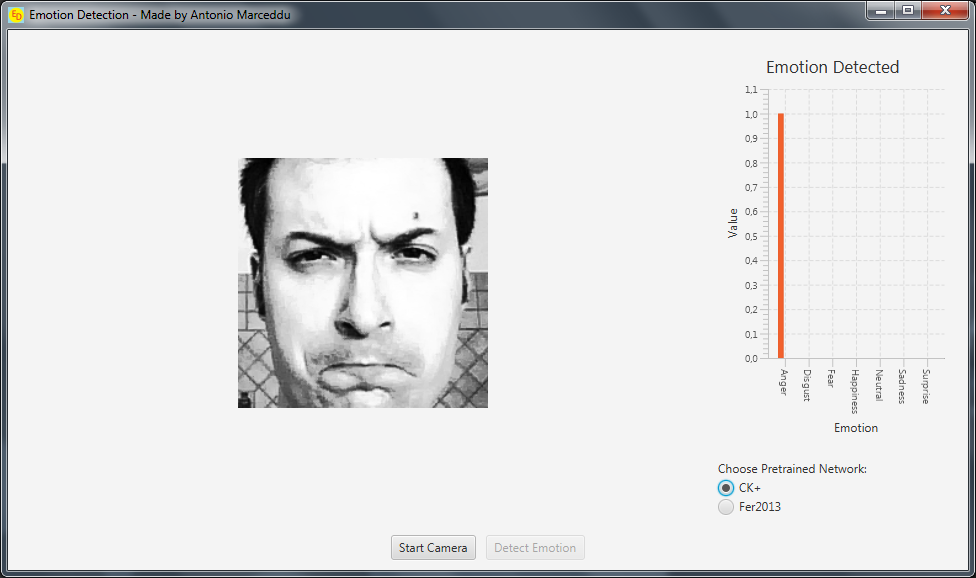 ED
Emotion Detection - Made by Antonio Marceddu
Emotion Detected
1,1
1,0
0,9
0,8
0,7
0,6
0,5
0,4
0,3
0,2
0,1
0,0
Value
Anger
Disgust
Fear
Happiness
Neutral
Sadness
Surprise
Emotion
Choose Pretrained Network:
CK+
Fer2013
Start Camera
Detect Emotion